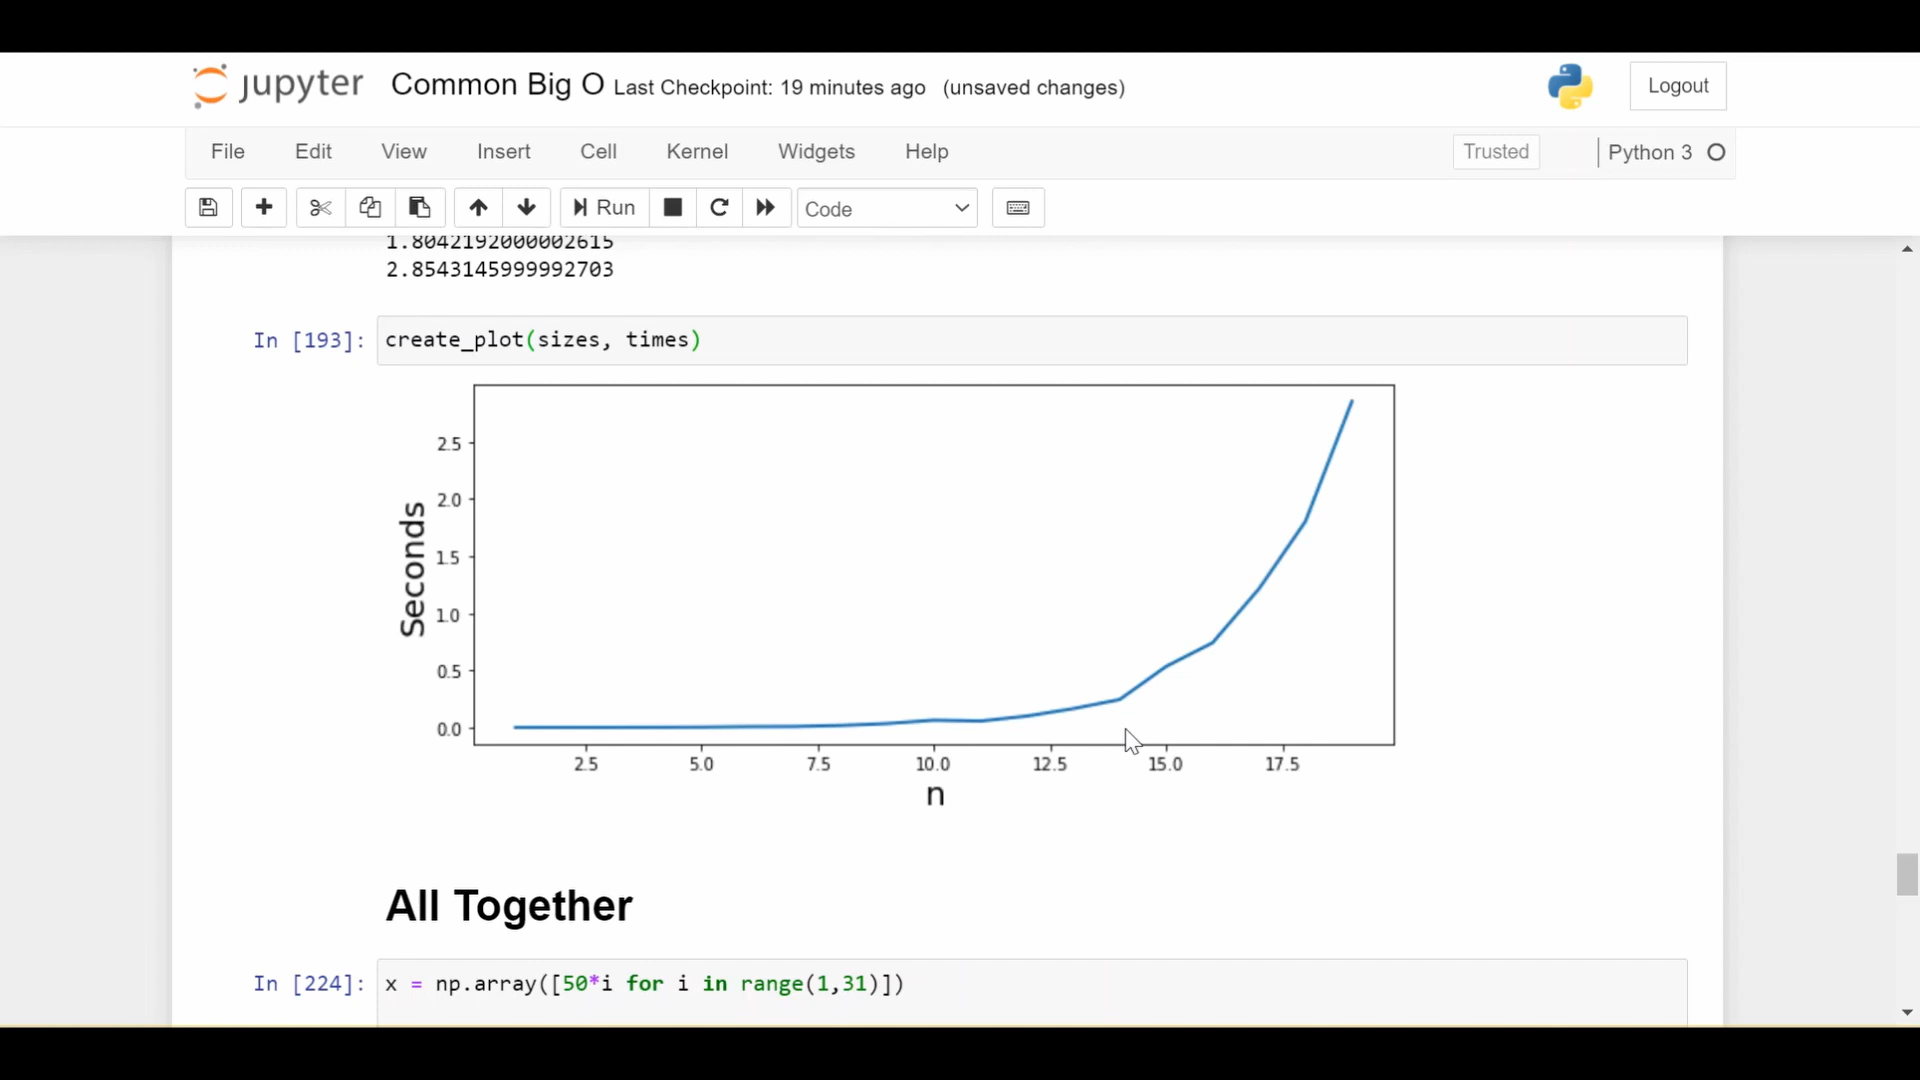 jupyter Common Big O Last Checkpoint: 19 minutes ago (unsaved changes) Logout
File Edit View Insert Cell Kernel Widgets Help Trusted Python 3
Run Code
1.8042192000002615
2.8543145999992703
In [193]: create_plot(sizes, times)
Seconds
2.5
2.0
1.5
1.0
0.5
0.0
2.5 5.0 7.5 10.0 12.5 15.0 17.5
n
All Together
In [224]: x = np.array([50*i for i in range(1,31)])